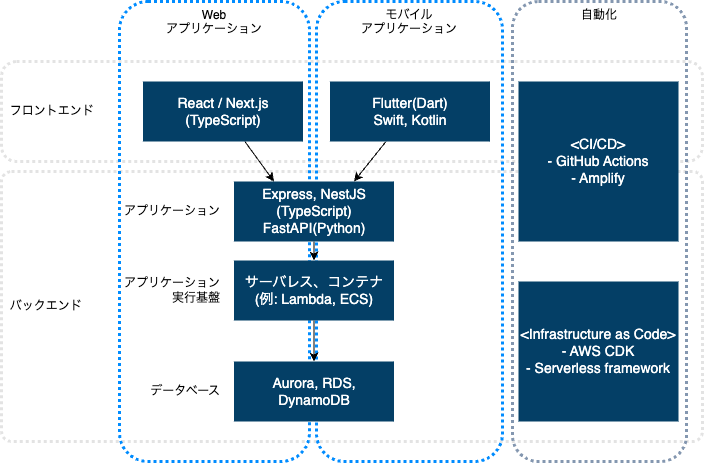 Web
アプリケーション
モバイル
アプリケーション
自動化
フロントエンド
React / Next.js
(TypeScript)
Flutter(Dart)
Swift, Kotlin
<CI/CD>
- GitHub Actions
- Amplify
バックエンド
アプリケーション
Express, NestJS
(TypeScript)
FastAPI(Python)
アプリケーション
実行基盤
サーバレス、コンテナ
(例: Lambda, ECS)
データベース
Aurora, RDS,
DynamoDB
<Infrastructure as Code>
- AWS CDK
- Serverless framework